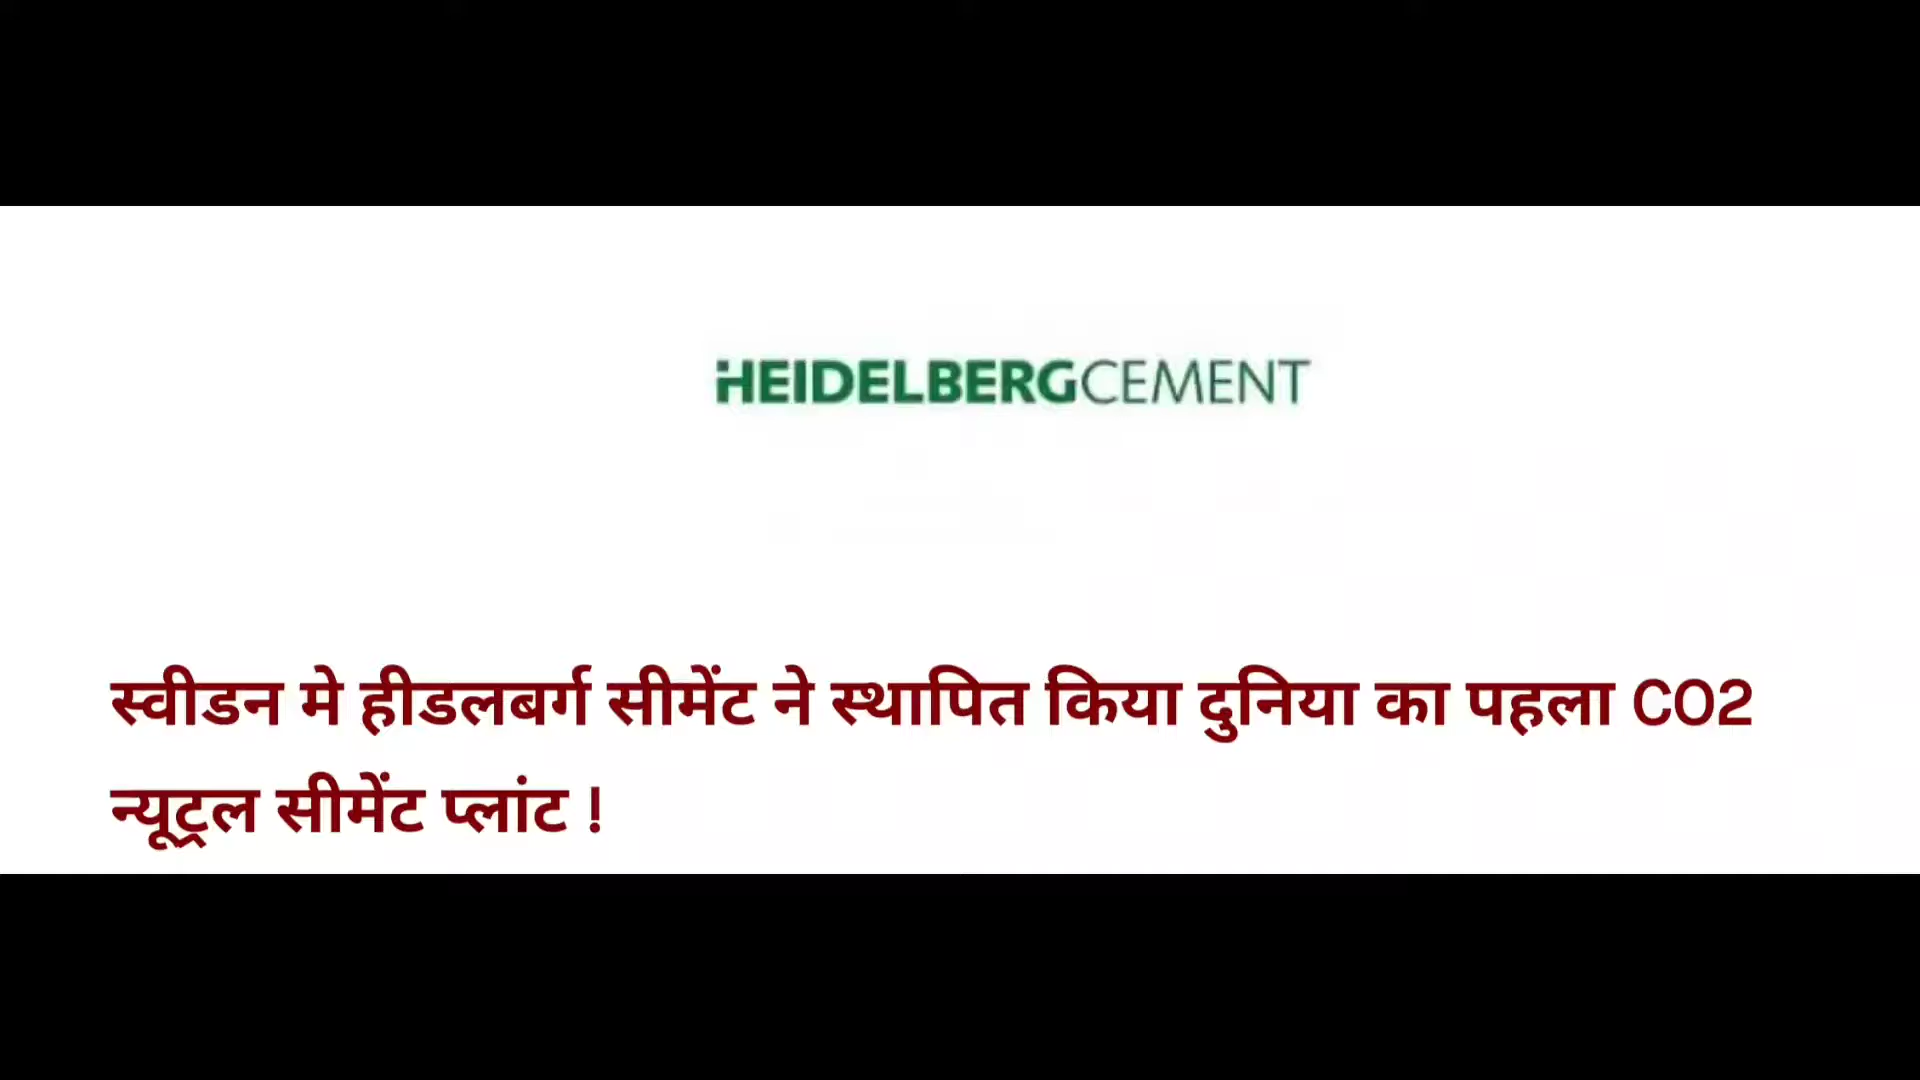 HEIDELBERGCEMENT
स्वीडन मे हीडलबर्ग सीमेंट ने स्थापित किया दुनिया का पहला CO2
न्यूट्रल सीमेंट प्लांट !